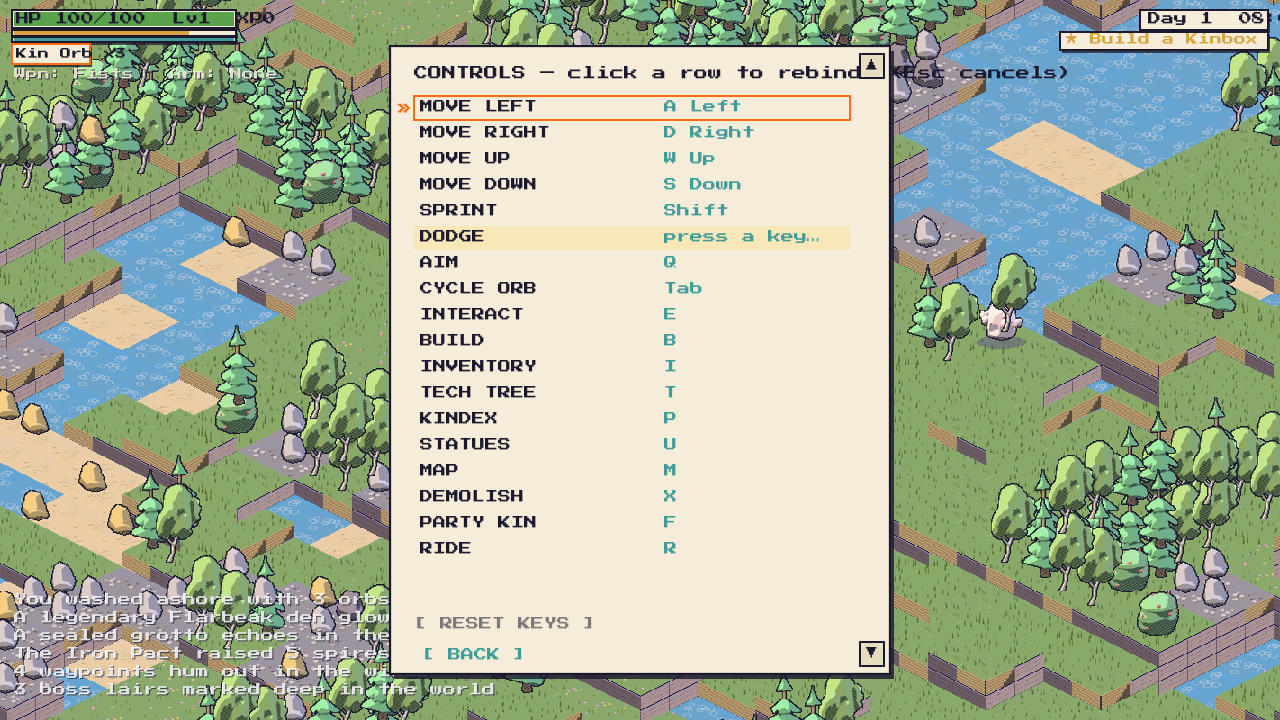 HP 100/100 Lv1 XP0
Day 1 08
★ Build a Kinbox
Kin Orb x3
Wpn: Fists Arm: None
CONTROLS — click a row to rebind (Esc cancels)
MOVE LEFT A Left
MOVE RIGHT D Right
MOVE UP W Up
MOVE DOWN S Down
SPRINT Shift
DODGE press a key…
AIM Q
CYCLE ORB Tab
INTERACT E
BUILD B
INVENTORY I
TECH TREE T
KINDEX P
STATUES U
MAP M
DEMOLISH X
PARTY KIN F
RIDE R
[ RESET KEYS ]
[ BACK ]
You washed ashore with 3 orbs
A legendary Flarbeak den glow
A sealed grotto echoes in the
The Iron Pact raised 3 spires
4 waypoints hum out in the wi
3 boss lairs marked deep in the world